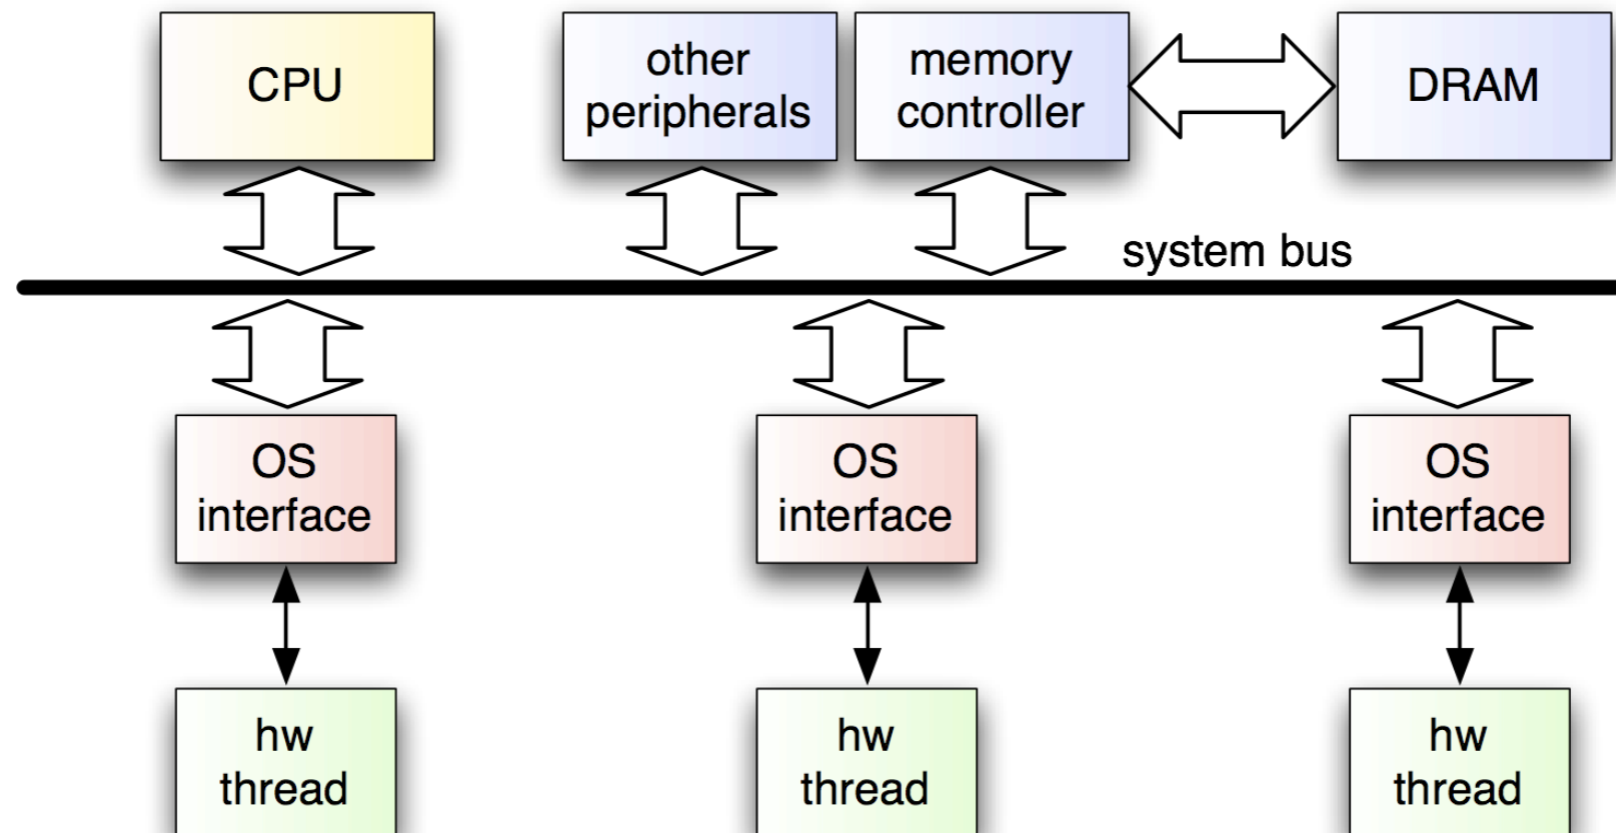 CPU
other
peripherals
memory
controller
DRAM
system bus
OS
interface
OS
interface
OS
interface
hw
thread
hw
thread
hw
thread